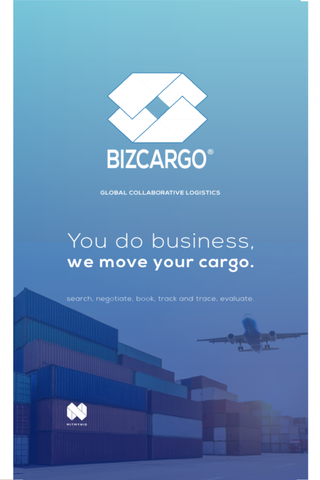 BIZCARGO®
GLOBAL COLLABORATIVE LOGISTICS
You do business,
we move your cargo.
search, negotiate, book, track and trace, evaluate.